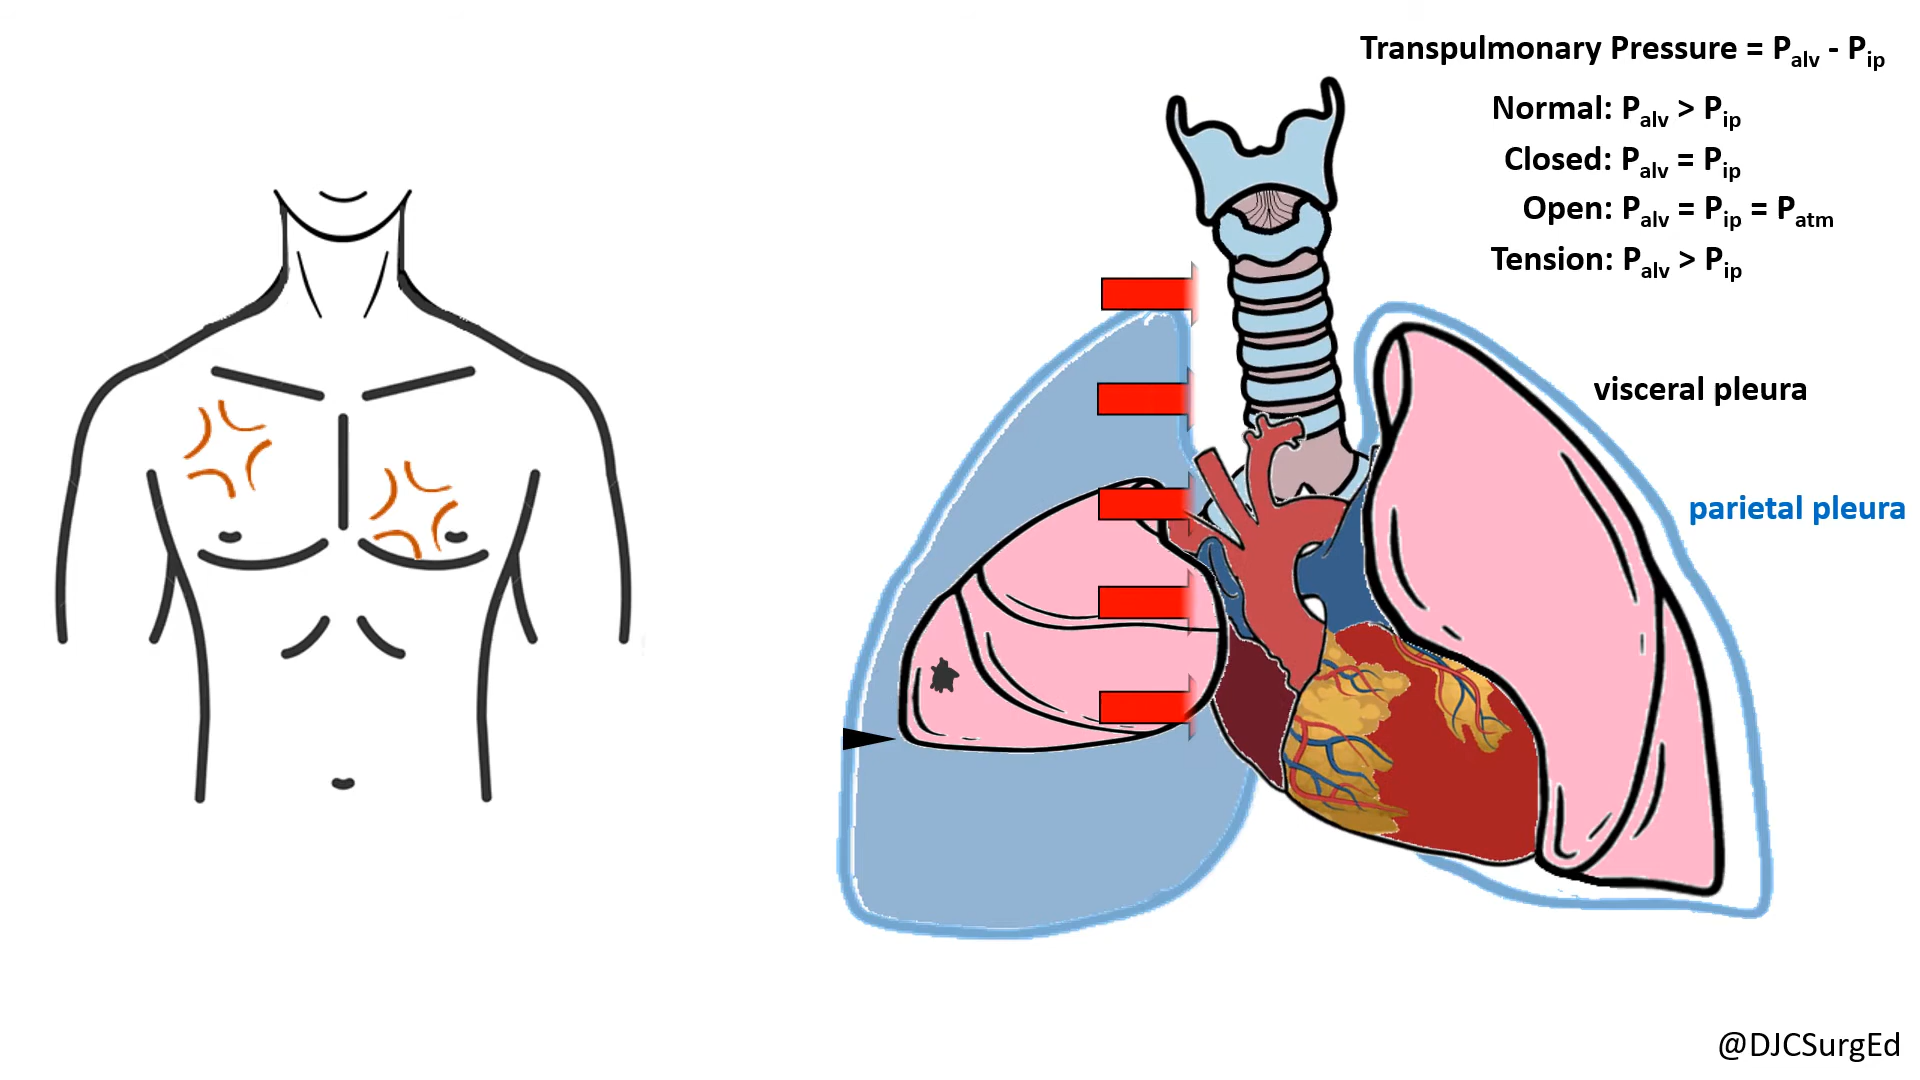 Transpulmonary Pressure = Palv - Pip
Normal: Palv > Pip
Closed: Palv = Pip
Open: Palv = Pip = Patm
Tension: Palv > Pip
visceral pleura
parietal pleura
@DJCSurgEd